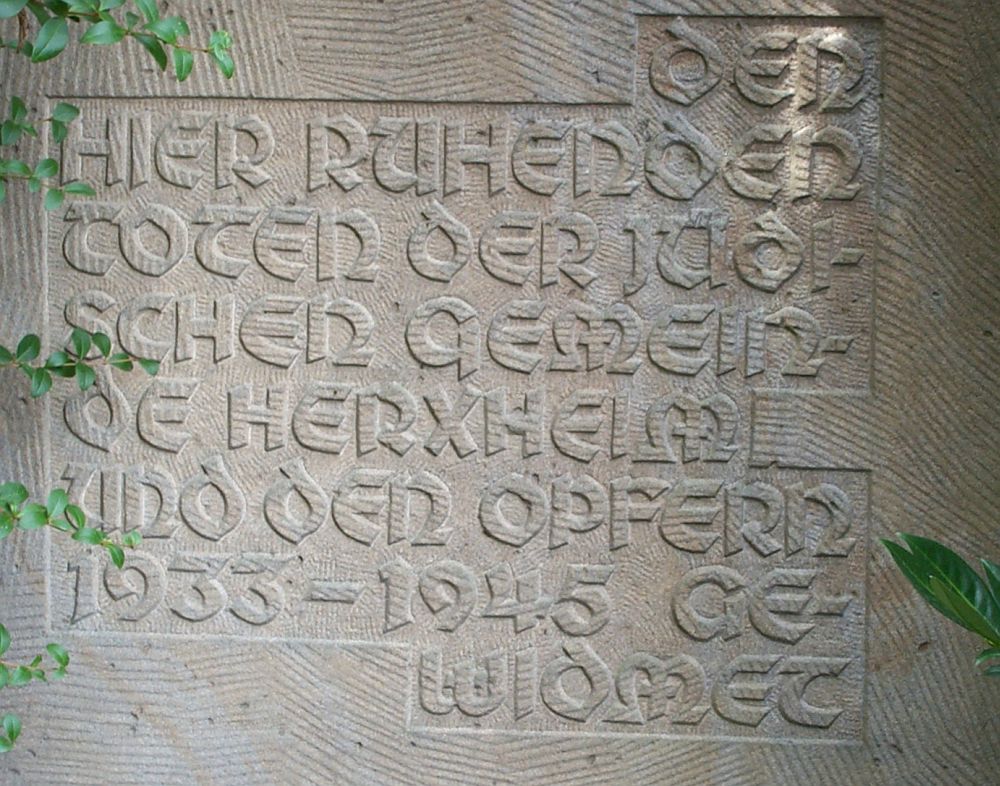 DEN
HIER RUHENDEN
TOTEN DER JÜDI-
SCHEN GEMEIN-
DE HERXHEIM
UND DEN OPFERN
1933-1945 GE-
WIDMET